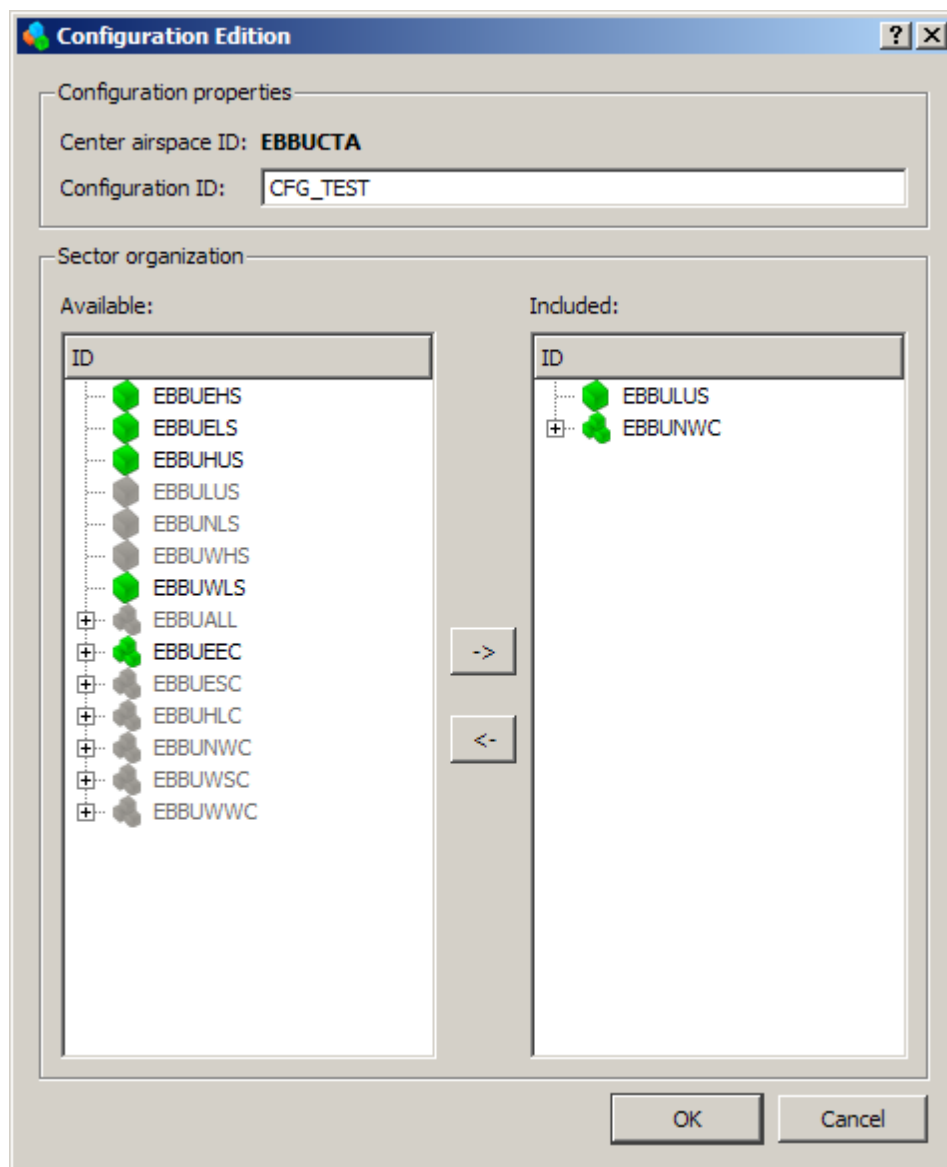 Configuration Edition
Configuration properties
Center airspace ID: EBBUCTA
Configuration ID: CFG_TEST
Sector organization
Available:
ID
EBBUEHS
EBBUELS
EBBUHUS
EBBULUS
EBBUNLS
EBBUWHS
EBBUWLS
EBBUALL
EBBUEEC
EBBUESC
EBBUHLC
EBBUNWC
EBBUWSC
EBBUWWC
->
<-
Included:
ID
EBBULUS
EBBUNWC
OK
Cancel